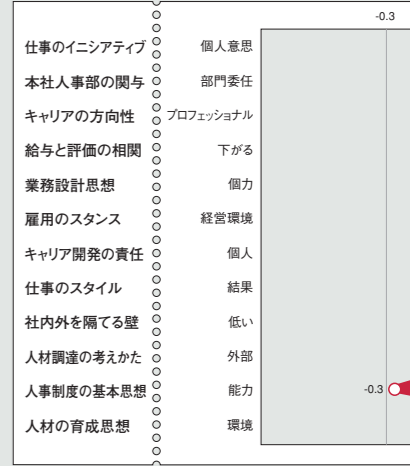 -0.3
仕事のイニシアティブ 個人意思
本社人事部の関与 部門委任
キャリアの方向性 プロフェッショナル
給与と評価の相関 下がる
業務設計思想 個力
雇用のスタンス 経営環境
キャリア開発の責任 個人
仕事のスタイル 結果
社内外を隔てる壁 低い
人材調達の考えかた 外部
人事制度の基本思想 能力 -0.3
人材の育成思想 環境